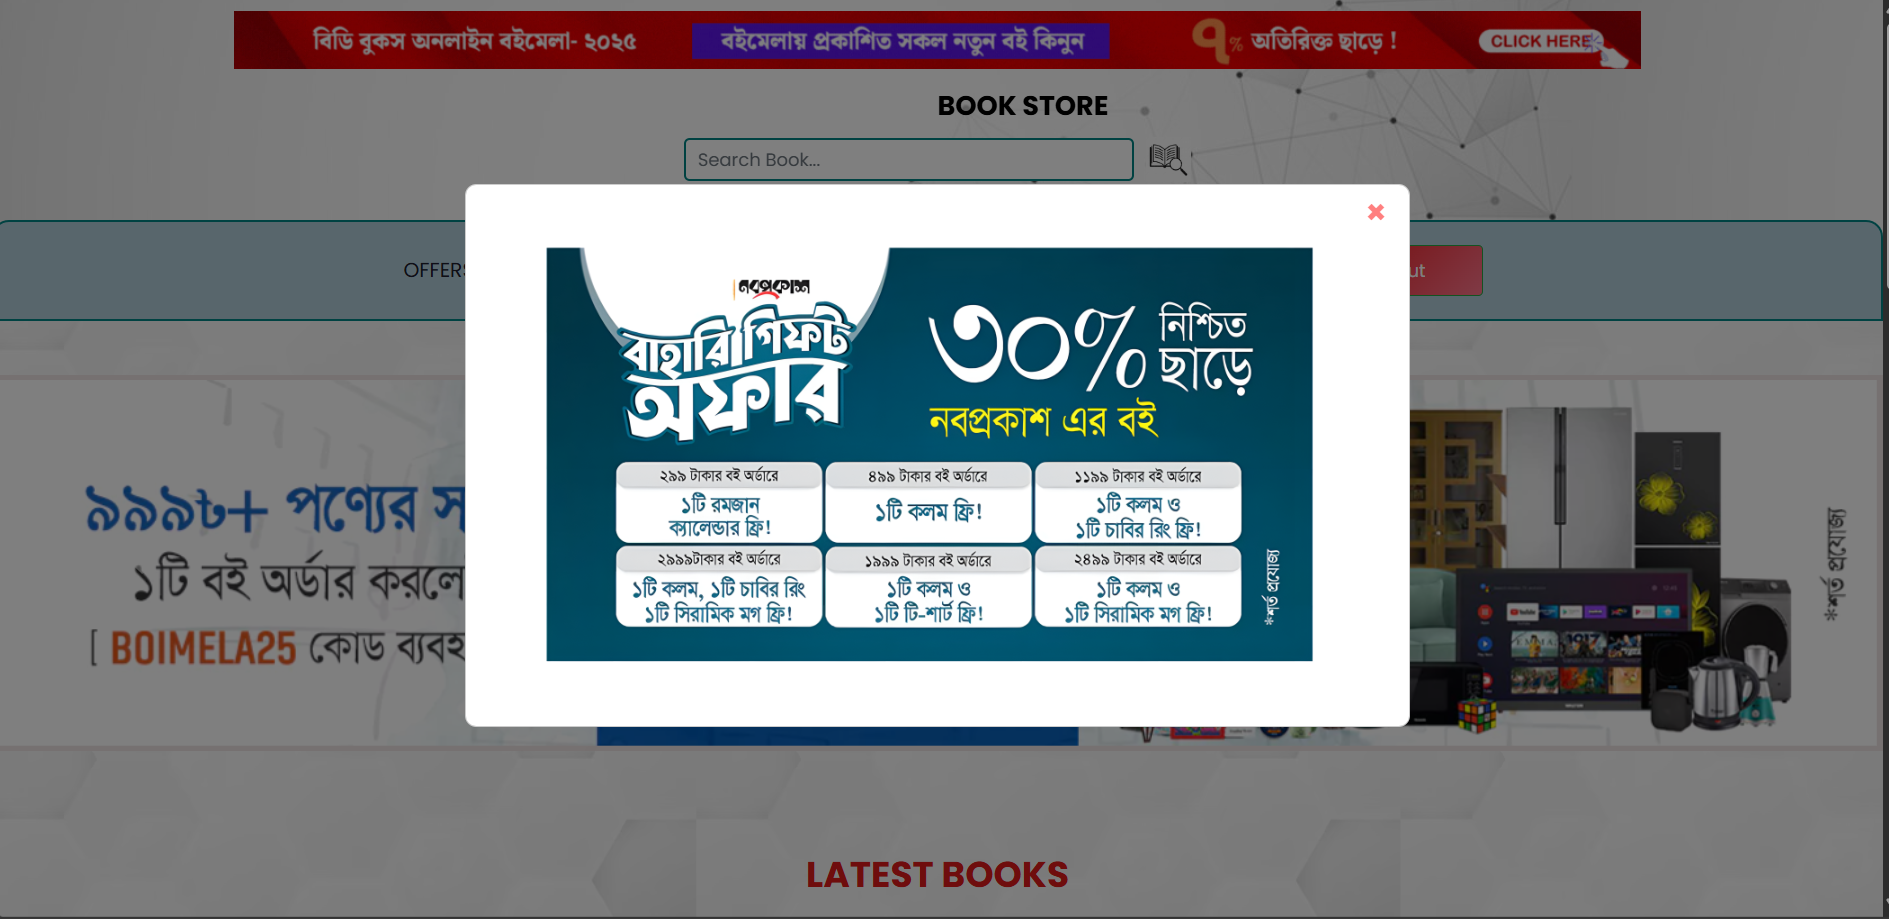 বিডি বুকস অনলাইন বইমেলা- ২০২৫ বইমেলায় প্রকাশিত সকল নতুন বই কিনুন ৭% অতিরিক্ত ছাড়ে ! CLICK HERE
BOOK STORE
Search Book...
OFFERS
ut
নবপ্রকাশ
বাহারি গিফট
অফার
৩০% নিশ্চিত ছাড়ে
নবপ্রকাশ এর বই
২৯৯ টাকার বই অর্ডারে
১টি রমজান
ক্যালেন্ডার ফ্রি!
৪৯৯ টাকার বই অর্ডারে
১টি কলম ফ্রি!
১১৯৯ টাকার বই অর্ডারে
১টি কলম ও
১টি চাবির রিং ফ্রি!
২৯৯৯টাকার বই অর্ডারে
১টি কলম, ১টি চাবির রিং
১টি সিরামিক মগ ফ্রি!
১৯৯৯ টাকার বই অর্ডারে
১টি কলম ও
১টি টি-শার্ট ফ্রি!
২৪৯৯ টাকার বই অর্ডারে
১টি কলম ও
১টি সিরামিক মগ ফ্রি!
*শর্ত প্রযোজ্য
৯৯৯৳+ পণ্যের স
১টি বই অর্ডার করলে
[ BOIMELA25 কোড ব্যবহ
*শর্ত প্রযোজ্য
LATEST BOOKS